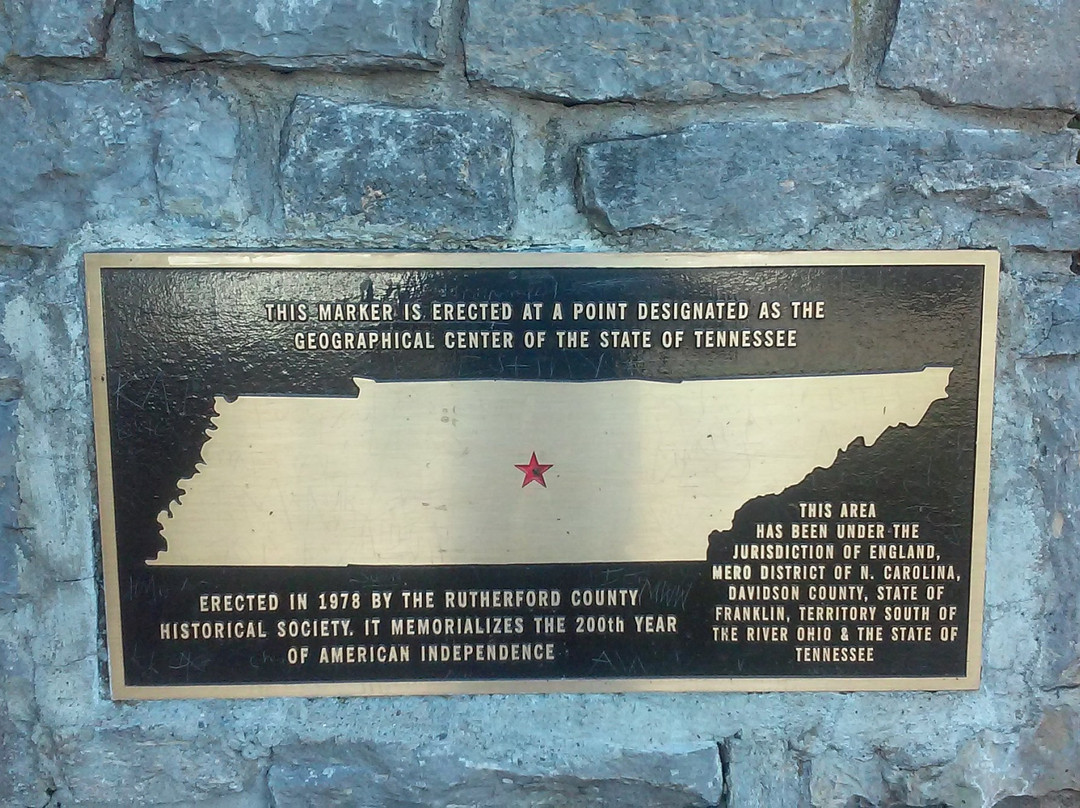 THIS MARKER IS ERECTED AT A POINT DESIGNATED AS THE
GEOGRAPHICAL CENTER OF THE STATE OF TENNESSEE
THIS AREA
HAS BEEN UNDER THE
JURISDICTION OF ENGLAND,
MERO DISTRICT OF N. CAROLINA,
DAVIDSON COUNTY, STATE OF
FRANKLIN, TERRITORY SOUTH OF
THE RIVER OHIO & THE STATE OF
TENNESSEE
ERECTED IN 1978 BY THE RUTHERFORD COUNTY
HISTORICAL SOCIETY. IT MEMORIALIZES THE 200th YEAR
OF AMERICAN INDEPENDENCE